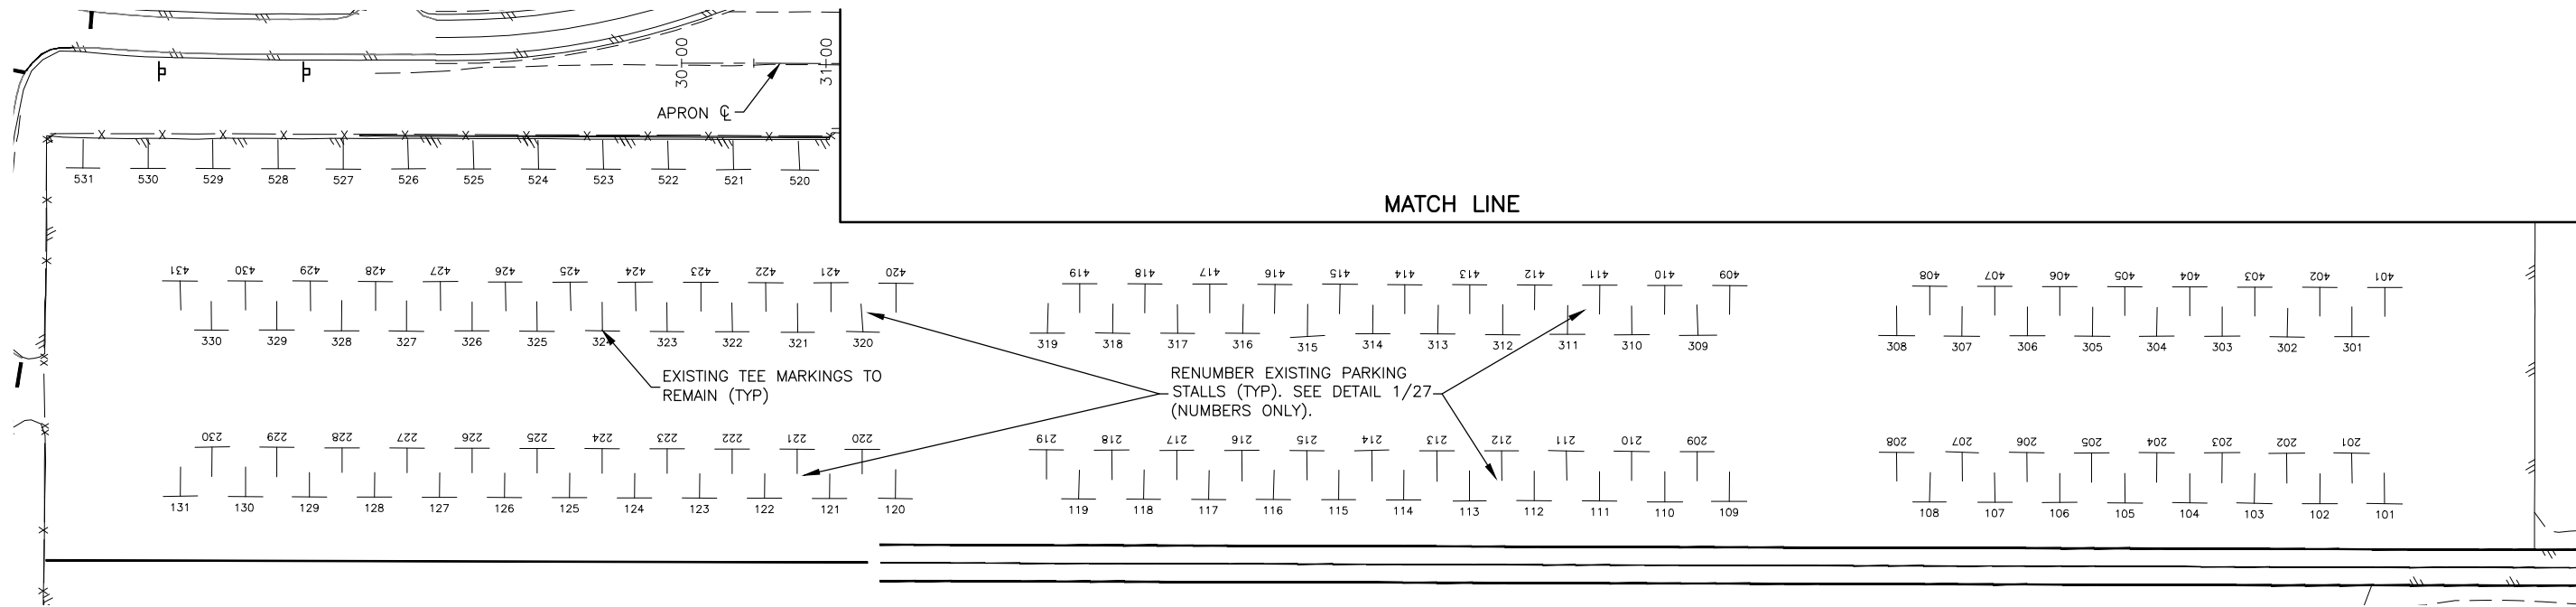 30+00
31+00
APRON ℄
531 530 529 528 527 526 525 524 523 522 521 520
MATCH LINE
431 430 429 428 427 426 425 424 423 422 421 420 419 418 417 416 415 414 413 412 411 410 409 408 407 406 405 404 403 402 401
330 329 328 327 326 325 324 323 322 321 320 319 318 317 316 315 314 313 312 311 310 309 308 307 306 305 304 303 302 301
EXISTING TEE MARKINGS TO
REMAIN (TYP)
RENUMBER EXISTING PARKING
STALLS (TYP). SEE DETAIL 1/27
(NUMBERS ONLY).
230 229 228 227 226 225 224 223 222 221 220 219 218 217 216 215 214 213 212 211 210 209 208 207 206 205 204 203 202 201
131 130 129 128 127 126 125 124 123 122 121 120 119 118 117 116 115 114 113 112 111 110 109 108 107 106 105 104 103 102 101